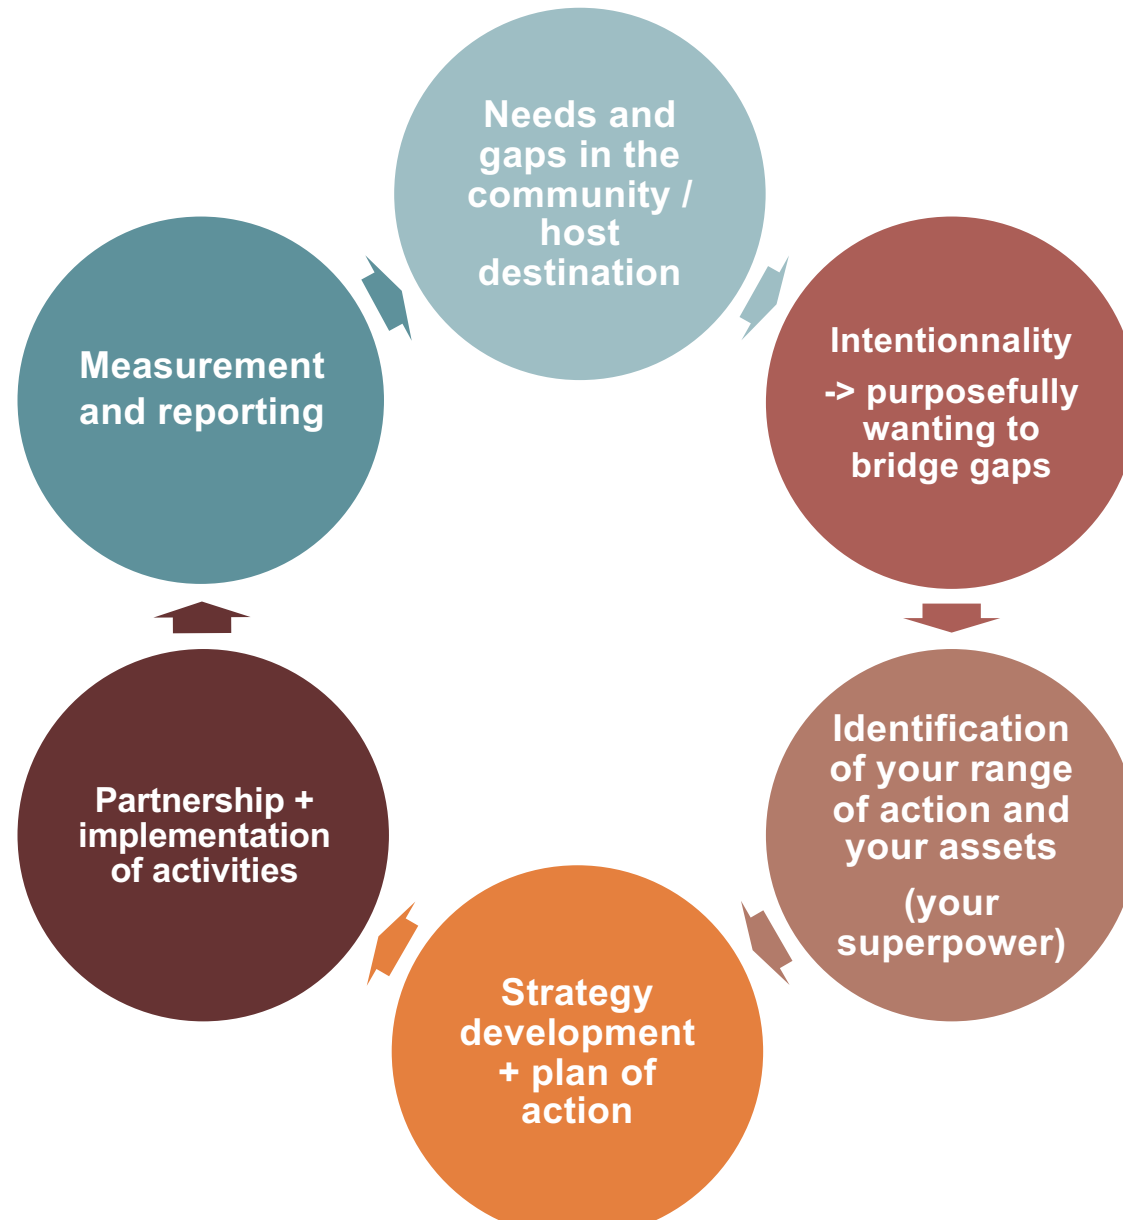 Needs and
gaps in the
community /
host
destination
Intentionnality
-> purposefully
wanting to
bridge gaps
Identification
of your range
of action and
your assets
(your
superpower)
Strategy
development
+ plan of
action
Partnership +
implementation
of activities
Measurement
and reporting